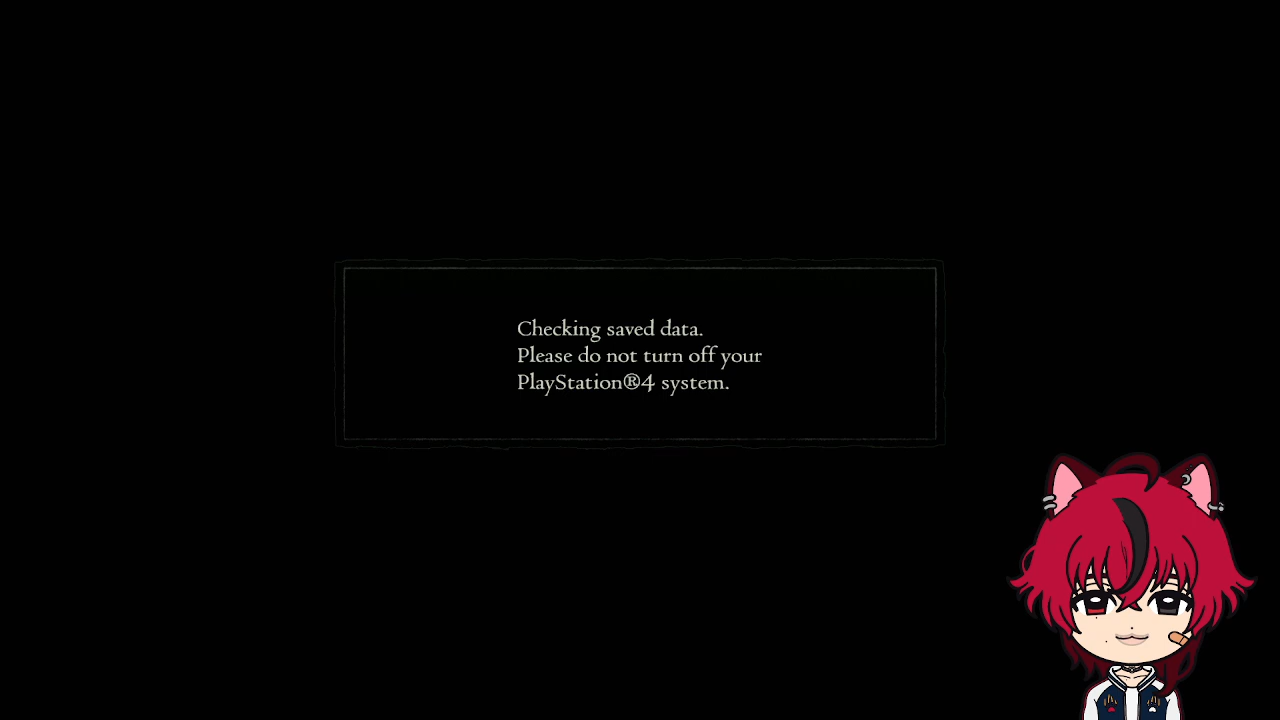 Checking saved data.
Please do not turn off your
PlayStation®4 system.